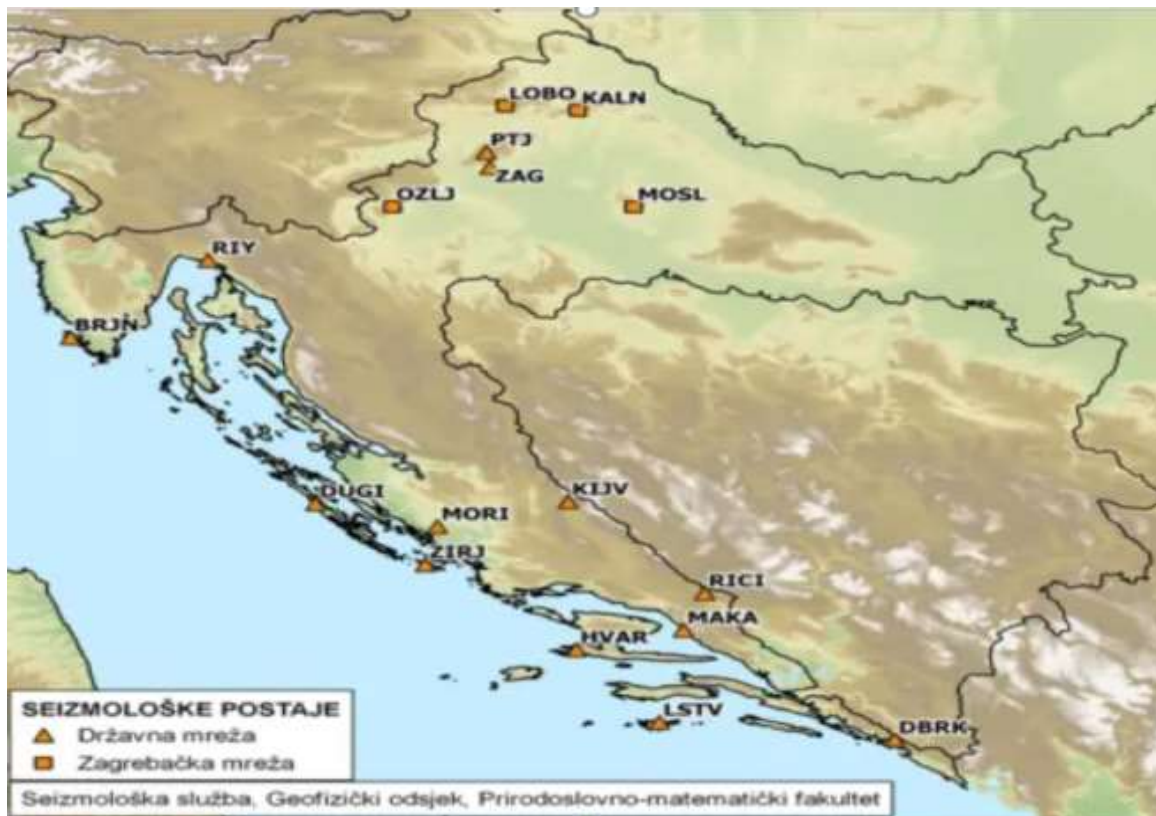 LOBO
KALN
PTJ
ZAG
OZLJ
MOSL
RIY
BRJN
DUGI
MORI
KIJV
ZIRJ
RICI
MAKA
HVAR
LSTV
DBRK
SEIZMOLOŠKE POSTAJE
Državna mreža
Zagrebačka mreža
Seizmološka služba, Geofizički odsjek, Prirodoslovno-matematički fakultet